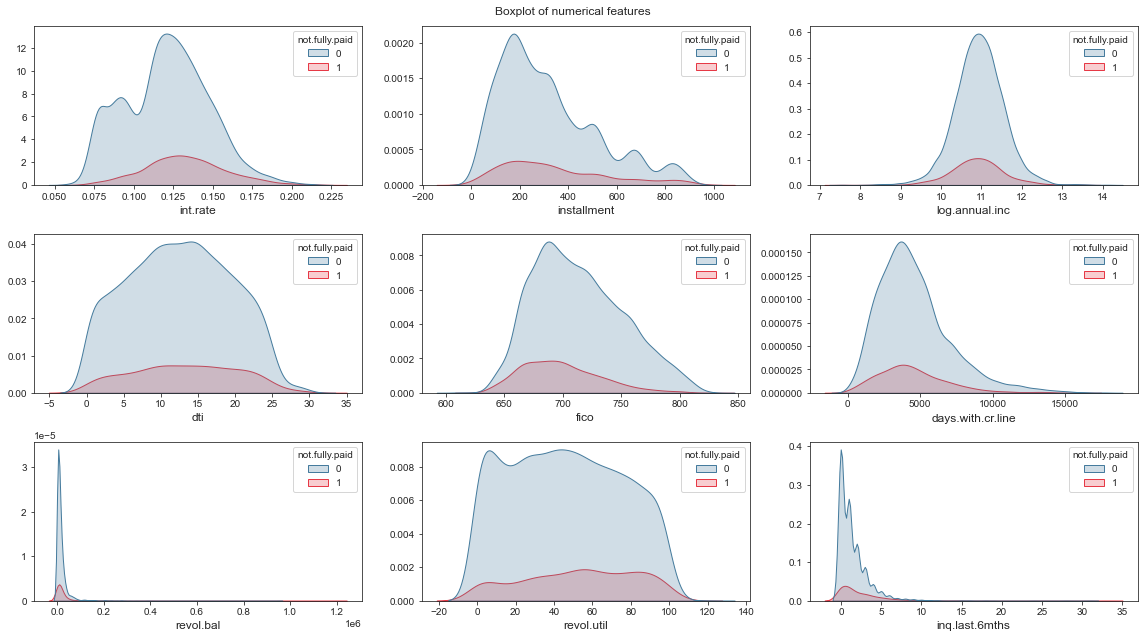 Boxplot of numerical features
not.fully.paid
0
1
12
10
8
6
4
2
0
0.050 0.075 0.100 0.125 0.150 0.175 0.200 0.225
int.rate
not.fully.paid
0
1
0.0020
0.0015
0.0010
0.0005
0.0000
−200 0 200 400 600 800 1000
installment
not.fully.paid
0
1
0.6
0.5
0.4
0.3
0.2
0.1
0.0
7 8 9 10 11 12 13 14
log.annual.inc
not.fully.paid
0
1
0.04
0.03
0.02
0.01
0.00
−5 0 5 10 15 20 25 30 35
dti
not.fully.paid
0
1
0.008
0.006
0.004
0.002
0.000
600 650 700 750 800 850
fico
not.fully.paid
0
1
0.000150
0.000125
0.000100
0.000075
0.000050
0.000025
0.000000
0 5000 10000 15000
days.with.cr.line
1e−5
not.fully.paid
0
1
3
2
1
0
0.0 0.2 0.4 0.6 0.8 1.0 1.2
1e6
revol.bal
not.fully.paid
0
1
0.008
0.006
0.004
0.002
0.000
−20 0 20 40 60 80 100 120 140
revol.util
not.fully.paid
0
1
0.4
0.3
0.2
0.1
0.0
0 5 10 15 20 25 30 35
inq.last.6mths